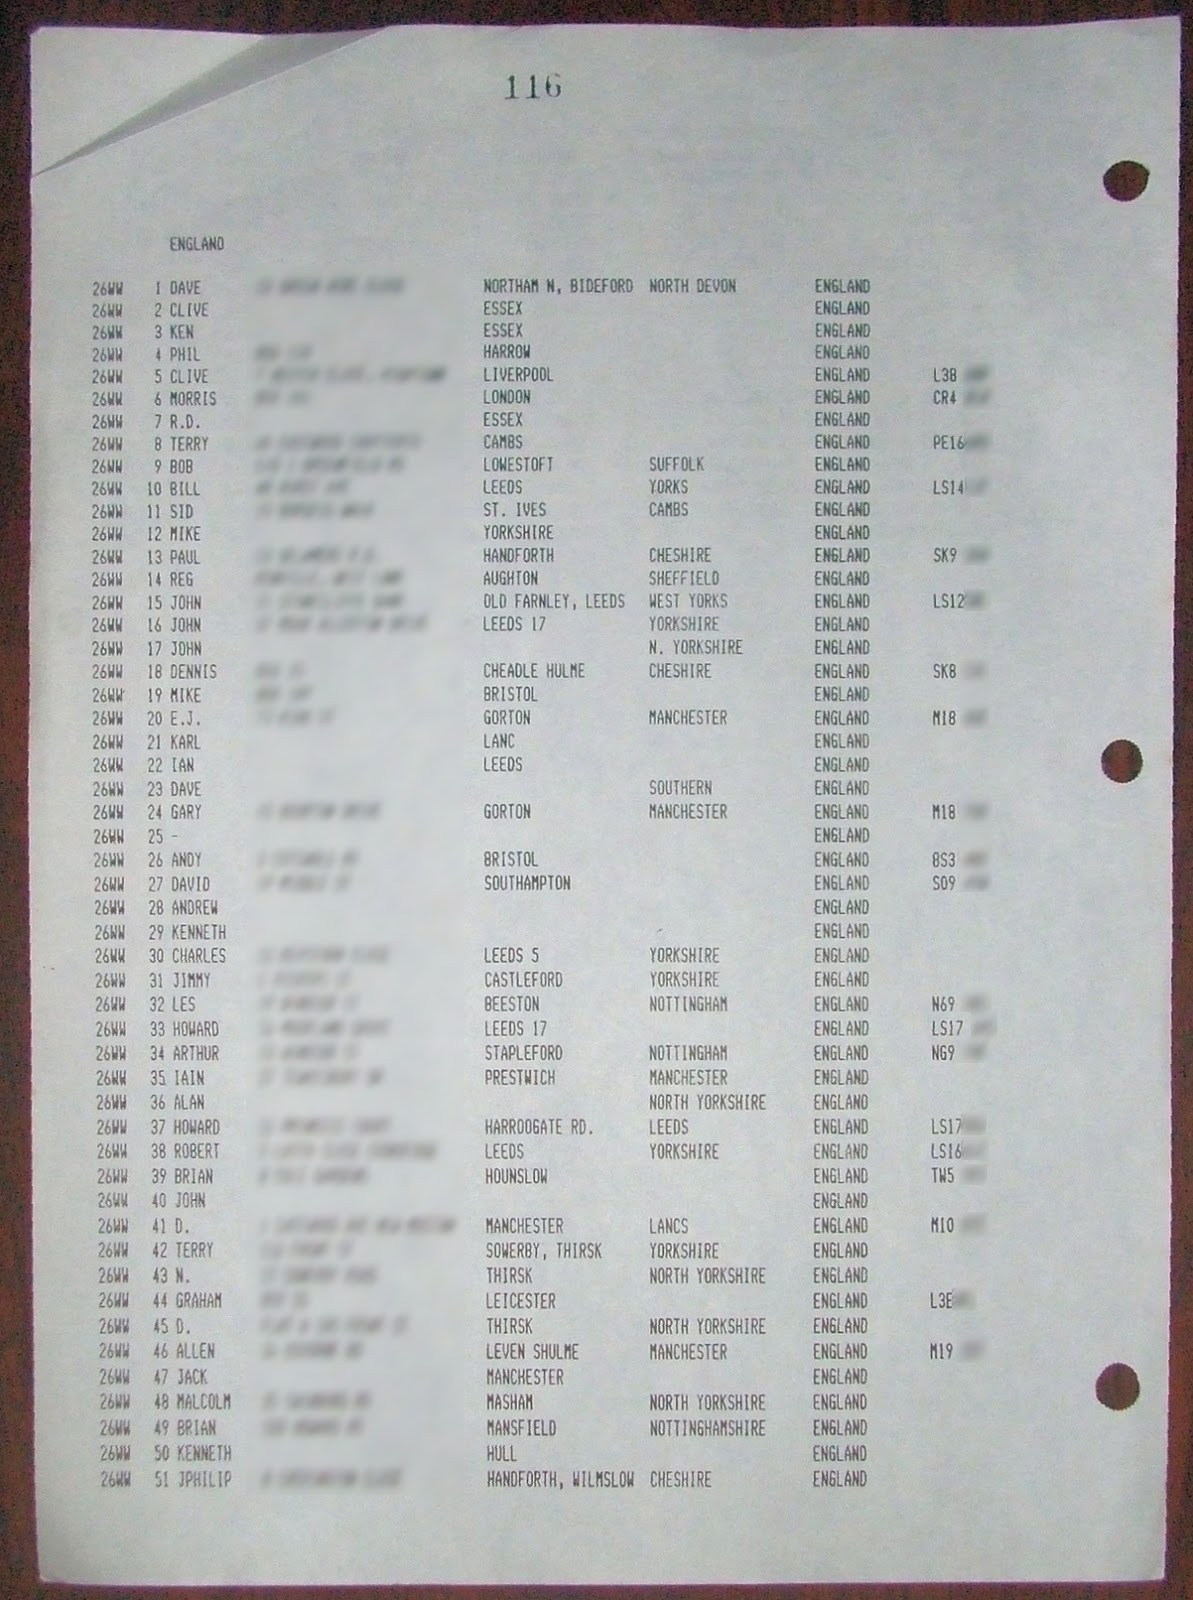 116
ENGLAND
26WW 1 DAVE NORTHAM N, BIDEFORD NORTH DEVON ENGLAND
26WW 2 CLIVE ESSEX ENGLAND
26WW 3 KEN ESSEX ENGLAND
26WW 4 PHIL HARROW ENGLAND
26WW 5 CLIVE LIVERPOOL ENGLAND L38
26WW 6 MORRIS LONDON ENGLAND CR4
26WW 7 R.D. ESSEX ENGLAND
26WW 8 TERRY CAMBS ENGLAND PE16
26WW 9 BOB LOWESTOFT SUFFOLK ENGLAND
26WW 10 BILL LEEDS YORKS ENGLAND LS14
26WW 11 SID ST. IVES CAMBS ENGLAND
26WW 12 MIKE YORKSHIRE ENGLAND
26WW 13 PAUL HANDFORTH CHESHIRE ENGLAND SK9
26WW 14 REG AUGHTON SHEFFIELD ENGLAND
26WW 15 JOHN OLD FARNLEY, LEEDS WEST YORKS ENGLAND LS12
26WW 16 JOHN LEEDS 17 YORKSHIRE ENGLAND
26WW 17 JOHN N. YORKSHIRE ENGLAND
26WW 18 DENNIS CHEADLE HULME CHESHIRE ENGLAND SK8
26WW 19 MIKE BRISTOL ENGLAND
26WW 20 E.J. GORTON MANCHESTER ENGLAND M18
26WW 21 KARL LANC ENGLAND
26WW 22 IAN LEEDS ENGLAND
26WW 23 DAVE SOUTHERN ENGLAND
26WW 24 GARY GORTON MANCHESTER ENGLAND M18
26WW 25 - ENGLAND
26WW 26 ANDY BRISTOL ENGLAND BS3
26WW 27 DAVID SOUTHAMPTON ENGLAND SO9
26WW 28 ANDREW ENGLAND
26WW 29 KENNETH ENGLAND
26WW 30 CHARLES LEEDS 5 YORKSHIRE ENGLAND
26WW 31 JIMMY CASTLEFORD YORKSHIRE ENGLAND
26WW 32 LES BEESTON NOTTINGHAM ENGLAND N69
26WW 33 HOWARD LEEDS 17 ENGLAND LS17
26WW 34 ARTHUR STAPLEFORD NOTTINGHAM ENGLAND NG9
26WW 35 IAIN PRESTWICH MANCHESTER ENGLAND
26WW 36 ALAN NORTH YORKSHIRE ENGLAND
26WW 37 HOWARD HARROOGATE RD. LEEDS ENGLAND LS17
26WW 38 ROBERT LEEDS YORKSHIRE ENGLAND LS16
26WW 39 BRIAN HOUNSLOW ENGLAND TW5
26WW 40 JOHN ENGLAND
26WW 41 D. MANCHESTER LANCS ENGLAND M10
26WW 42 TERRY SOWERBY, THIRSK YORKSHIRE ENGLAND
26WW 43 N. THIRSK NORTH YORKSHIRE ENGLAND
26WW 44 GRAHAM LEICESTER ENGLAND L3E
26WW 45 D. THIRSK NORTH YORKSHIRE ENGLAND
26WW 46 ALLEN LEVEN SHULME MANCHESTER ENGLAND M19
26WW 47 JACK MANCHESTER ENGLAND
26WW 48 MALCOLM MASHAM NORTH YORKSHIRE ENGLAND
26WW 49 BRIAN MANSFIELD NOTTINGHAMSHIRE ENGLAND
26WW 50 KENNETH HULL ENGLAND
26WW 51 JPHILIP HANDFORTH, WILMSLOW CHESHIRE ENGLAND